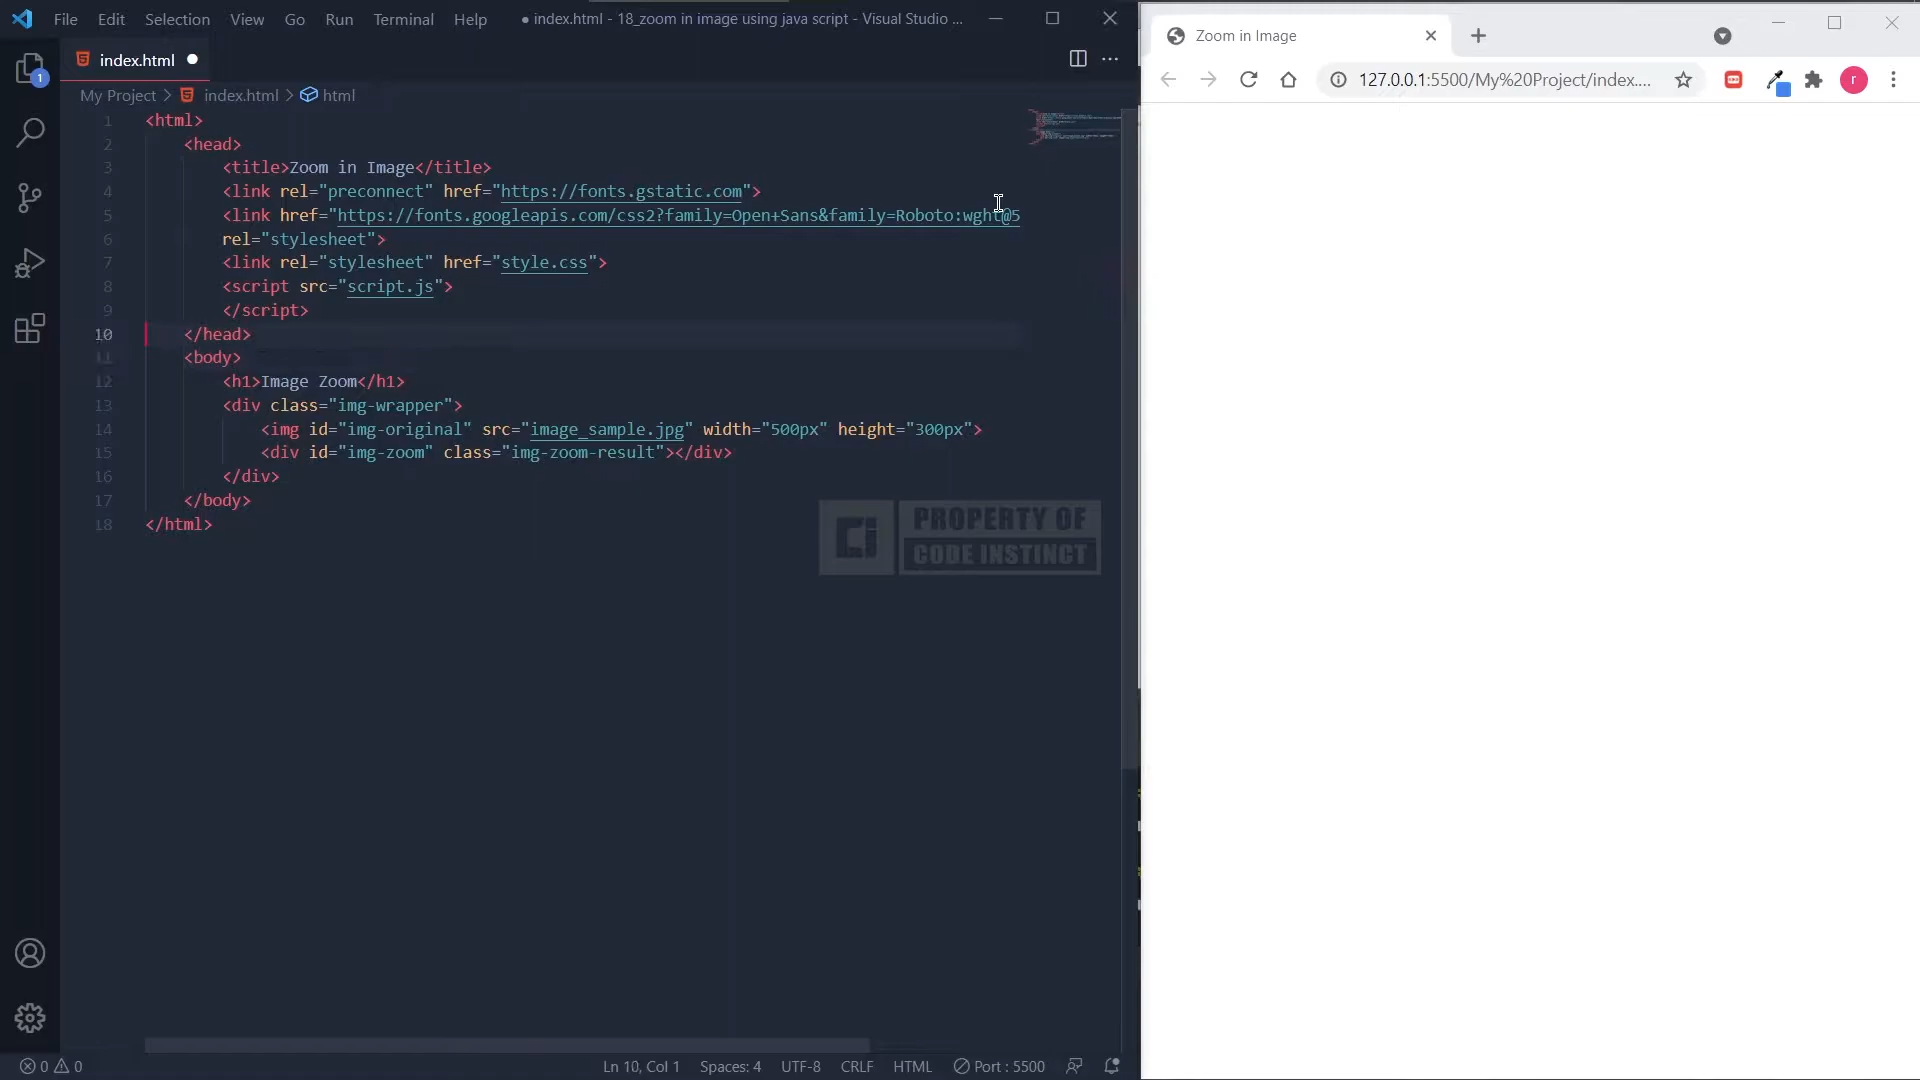 File Edit Selection View Go Run Terminal Help
● index.html - 18_zoom in image using java script - Visual Studio ...
index.html ●
My Project > index.html > html
1 <html>
2 <head>
3 <title>Zoom in Image</title>
4 <link rel="preconnect" href="https://fonts.gstatic.com">
5 <link href="https://fonts.googleapis.com/css2?family=Open+Sans&family=Roboto:wght@5
6 rel="stylesheet">
7 <link rel="stylesheet" href="style.css">
8 <script src="script.js">
9 </script>
10 </head>
11 <body>
12 <h1>Image Zoom</h1>
13 <div class="img-wrapper">
14 <img id="img-original" src="image_sample.jpg" width="500px" height="300px">
15 <div id="img-zoom" class="img-zoom-result"></div>
16 </div>
17 </body>
18 </html>
PROPERTY OF
CODE INSTINCT
1
0 0
Ln 10, Col 1 Spaces: 4 UTF-8 CRLF HTML Port : 5500
Zoom in Image
127.0.0.1:5500/My%20Project/index....
r